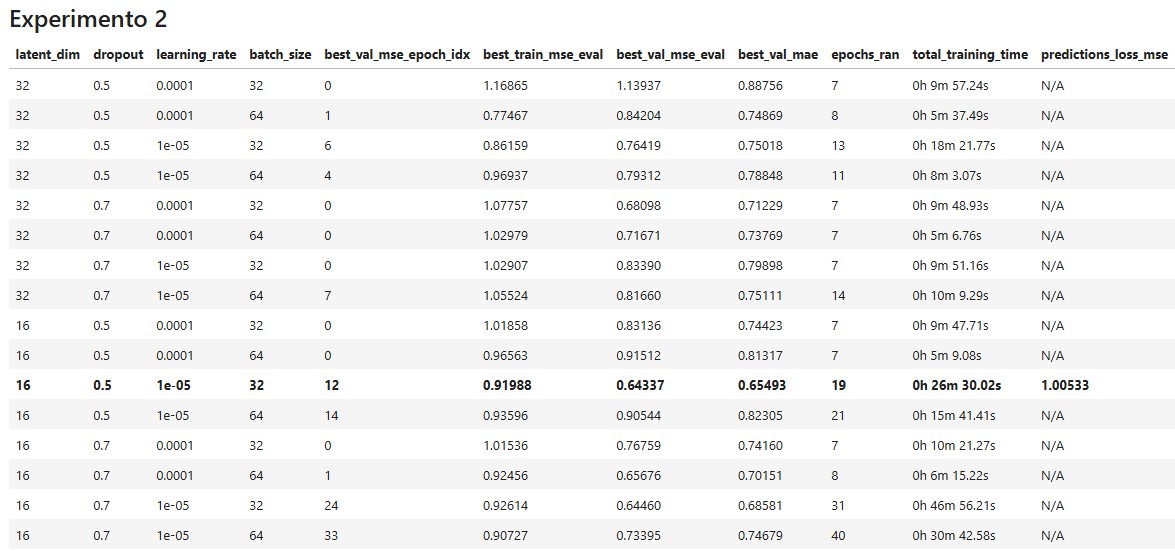 Experimento 2
latent_dim dropout learning_rate batch_size best_val_mse_epoch_idx best_train_mse_eval best_val_mse_eval best_val_mae epochs_ran total_training_time predictions_loss_mse
32 0.5 0.0001 32 0 1.16865 1.13937 0.88756 7 0h 9m 57.24s N/A
32 0.5 0.0001 64 1 0.77467 0.84204 0.74869 8 0h 5m 37.49s N/A
32 0.5 1e-05 32 6 0.86159 0.76419 0.75018 13 0h 18m 21.77s N/A
32 0.5 1e-05 64 4 0.96937 0.79312 0.78848 11 0h 8m 3.07s N/A
32 0.7 0.0001 32 0 1.07757 0.68098 0.71229 7 0h 9m 48.93s N/A
32 0.7 0.0001 64 0 1.02979 0.71671 0.73769 7 0h 5m 6.76s N/A
32 0.7 1e-05 32 0 1.02907 0.83390 0.79898 7 0h 9m 51.16s N/A
32 0.7 1e-05 64 7 1.05524 0.81660 0.75111 14 0h 10m 9.29s N/A
16 0.5 0.0001 32 0 1.01858 0.83136 0.74423 7 0h 9m 47.71s N/A
16 0.5 0.0001 64 0 0.96563 0.91512 0.81317 7 0h 5m 9.08s N/A
16 0.5 1e-05 32 12 0.91988 0.64337 0.65493 19 0h 26m 30.02s 1.00533
16 0.5 1e-05 64 14 0.93596 0.90544 0.82305 21 0h 15m 41.41s N/A
16 0.7 0.0001 32 0 1.01536 0.76759 0.74160 7 0h 10m 21.27s N/A
16 0.7 0.0001 64 1 0.92456 0.65676 0.70151 8 0h 6m 15.22s N/A
16 0.7 1e-05 32 24 0.92614 0.64460 0.68581 31 0h 46m 56.21s N/A
16 0.7 1e-05 64 33 0.90727 0.73395 0.74679 40 0h 30m 42.58s N/A